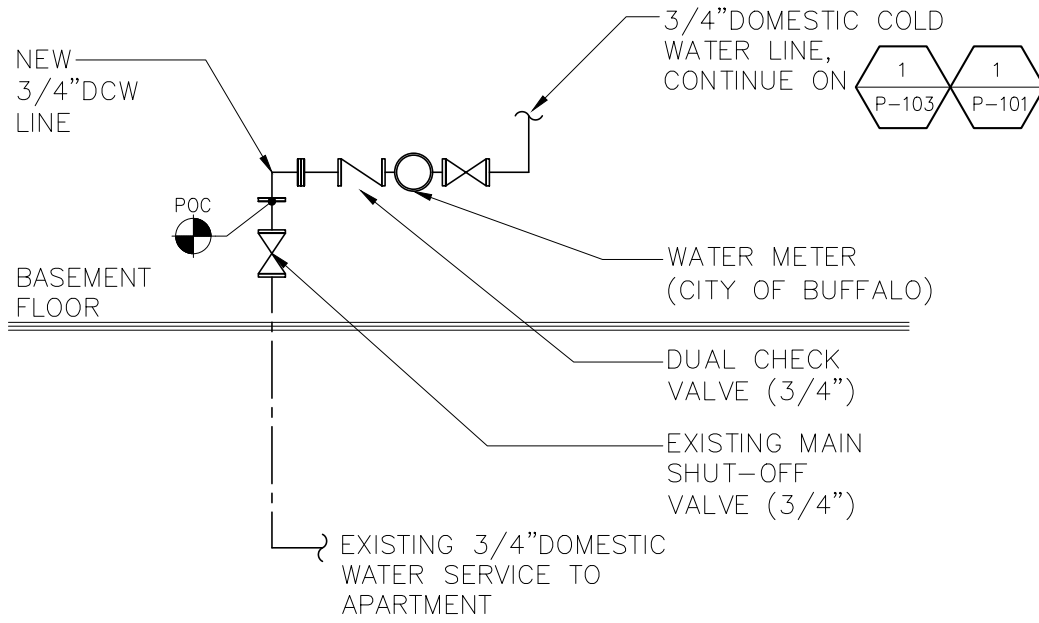 3/4”DOMESTIC COLD
WATER LINE,
CONTINUE ON
1
P-103
1
P-101
NEW
3/4”DCW
LINE
POC
BASEMENT
FLOOR
WATER METER
(CITY OF BUFFALO)
DUAL CHECK
VALVE (3/4”)
EXISTING MAIN
SHUT-OFF
VALVE (3/4”)
EXISTING 3/4”DOMESTIC
WATER SERVICE TO
APARTMENT